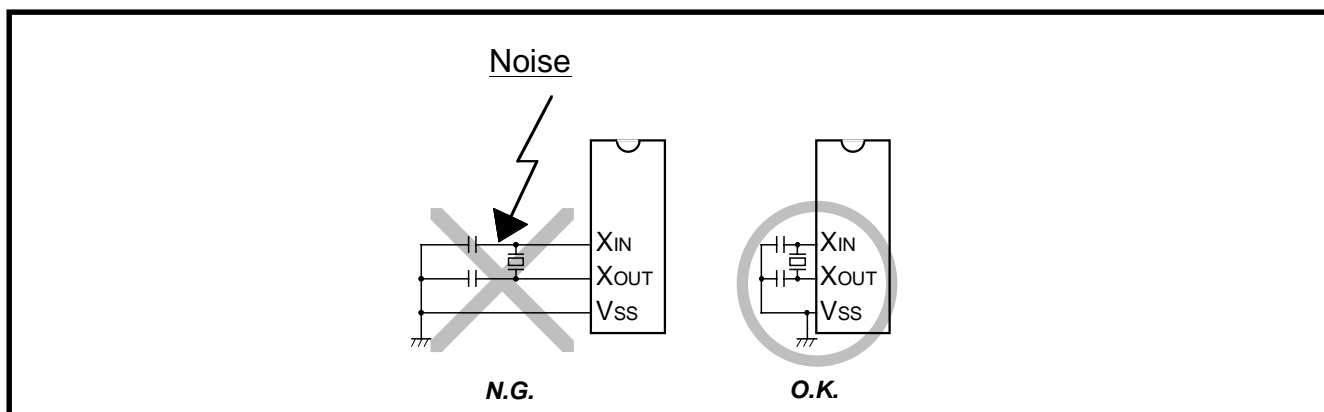 Noise
XIN
XOUT
VSS
XIN
XOUT
VSS
N.G.
O.K.